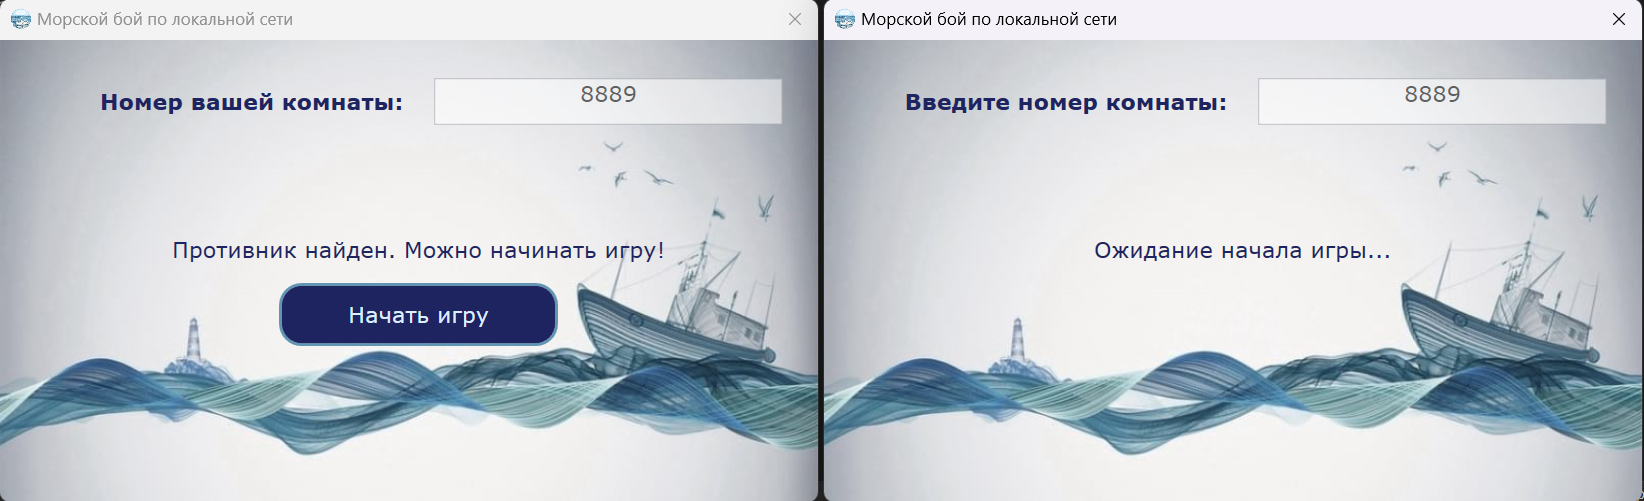 Морской бой по локальной сети
Номер вашей комнаты: 8889
Противник найден. Можно начинать игру!
Начать игру
Морской бой по локальной сети
Введите номер комнаты: 8889
Ожидание начала игры...